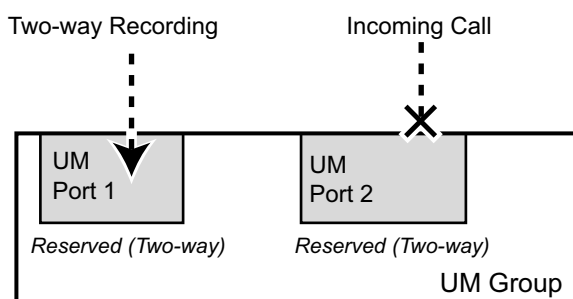 Two-way Recording
Incoming Call
UM
Port 1
UM
Port 2
Reserved (Two-way)
Reserved (Two-way)
UM Group